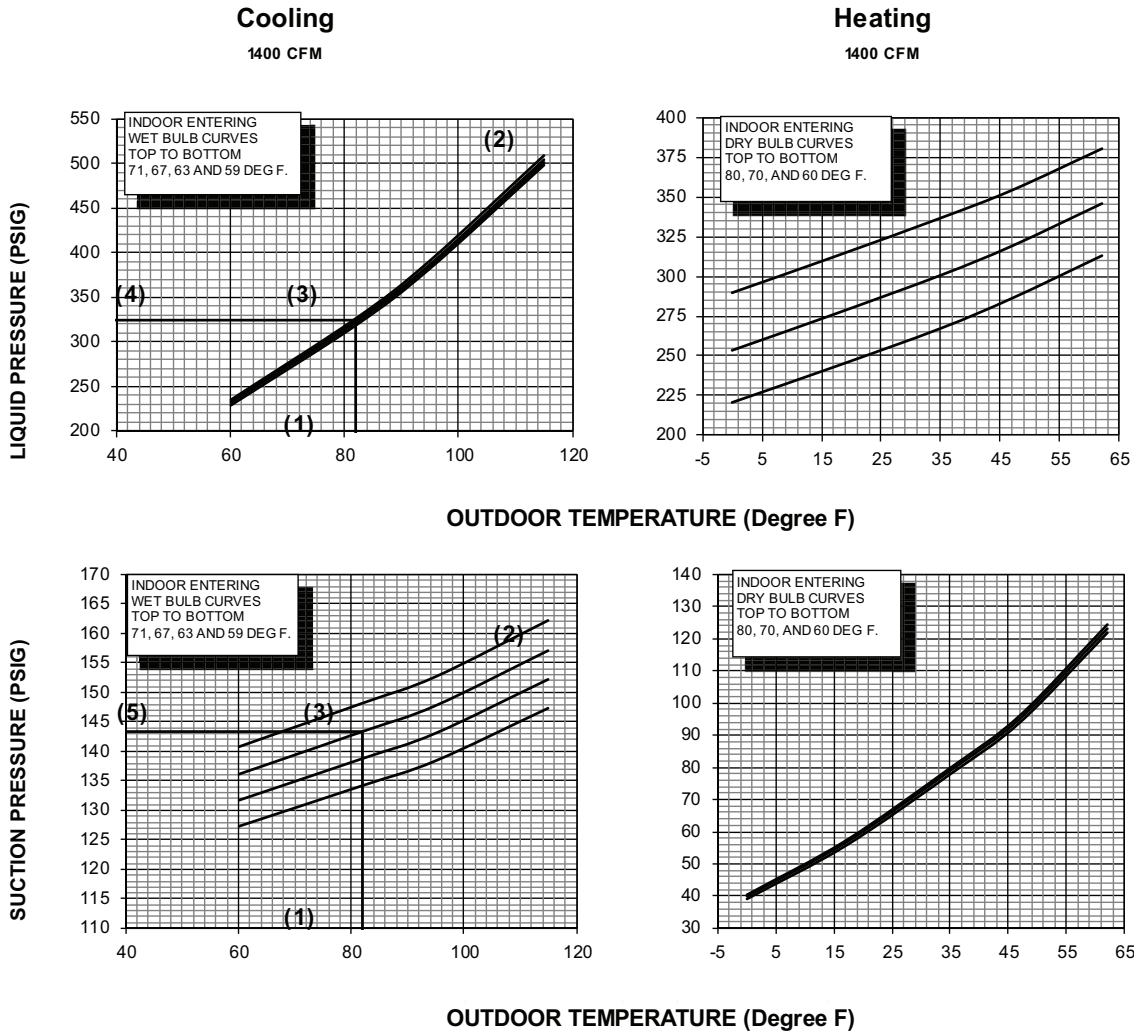 Cooling
1400 CFM
Heating
1400 CFM
LIQUID PRESSURE (PSIG)
550
500
450
400
350
300
250
200
INDOOR ENTERING
WET BULB CURVES
TOP TO BOTTOM
71, 67, 63 AND 59 DEG F.
(2)
(4)
(3)
(1)
40 60 80 100 120
400
375
350
325
300
275
250
225
200
INDOOR ENTERING
DRY BULB CURVES
TOP TO BOTTOM
80, 70, AND 60 DEG F.
-5 5 15 25 35 45 55 65
OUTDOOR TEMPERATURE (Degree F)
SUCTION PRESSURE (PSIG)
170
165
160
155
150
145
140
135
130
125
120
115
110
INDOOR ENTERING
WET BULB CURVES
TOP TO BOTTOM
71, 67, 63 AND 59 DEG F.
(2)
(5)
(3)
(1)
40 60 80 100 120
140
130
120
110
100
90
80
70
60
50
40
30
INDOOR ENTERING
DRY BULB CURVES
TOP TO BOTTOM
80, 70, AND 60 DEG F.
-5 5 15 25 35 45 55 65
OUTDOOR TEMPERATURE (Degree F)